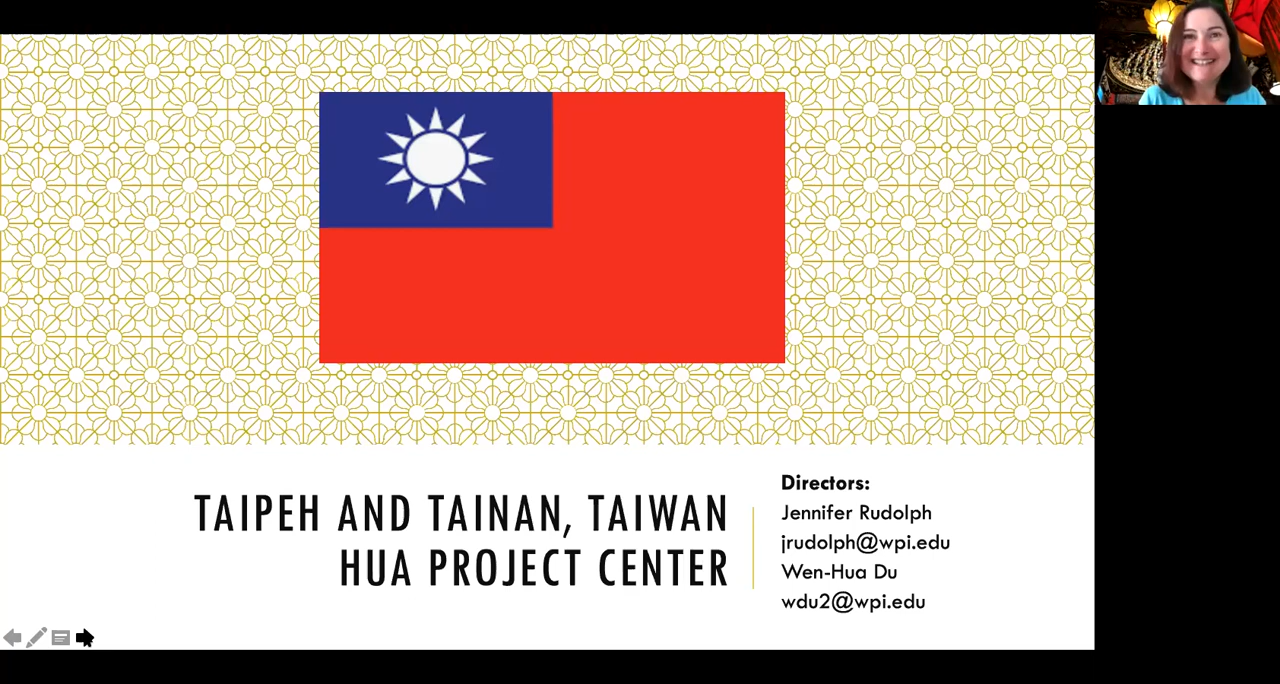 TAIPEH AND TAINAN, TAIWAN
HUA PROJECT CENTER
Directors:
Jennifer Rudolph
jrudolph@wpi.edu
Wen-Hua Du
wdu2@wpi.edu